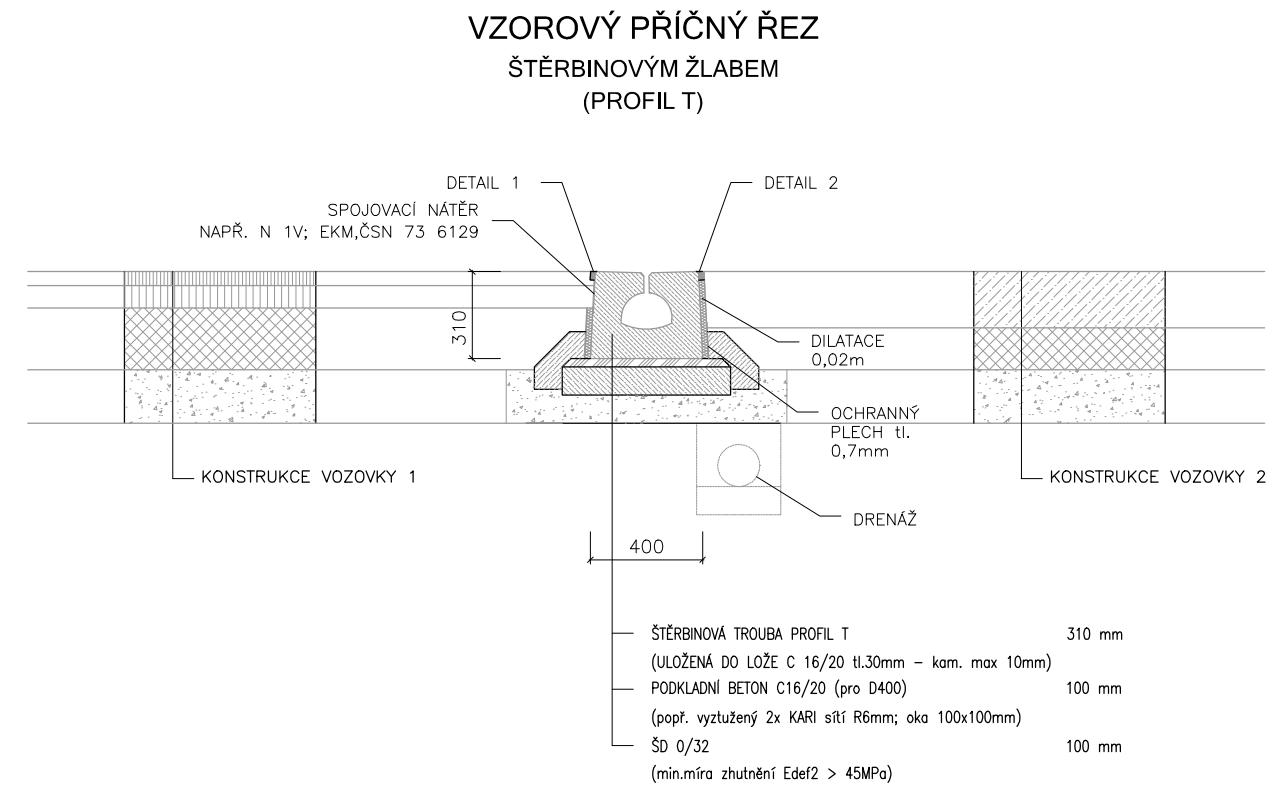 VZOROVÝ PŘÍČNÝ ŘEZ
ŠTĚRBINOVÝM ŽLABEM
(PROFIL T)
DETAIL 1
DETAIL 2
SPOJOVACÍ NÁTĚR
NAPŘ. N 1V; EKM,ČSN 73 6129
310
DILATACE
0,02m
OCHRANNÝ
PLECH tl.
0,7mm
KONSTRUKCE VOZOVKY 1
KONSTRUKCE VOZOVKY 2
DRENÁŽ
400
ŠTĚRBINOVÁ TROUBA PROFIL T 310 mm
(ULOŽENÁ DO LOŽE C 16/20 tl.30mm – kam. max 10mm)
PODKLADNÍ BETON C16/20 (pro D400) 100 mm
(popř. vyztužený 2x KARI sítí R6mm; oka 100x100mm)
ŠD 0/32 100 mm
(min.míra zhutnění Edef2 > 45MPa)